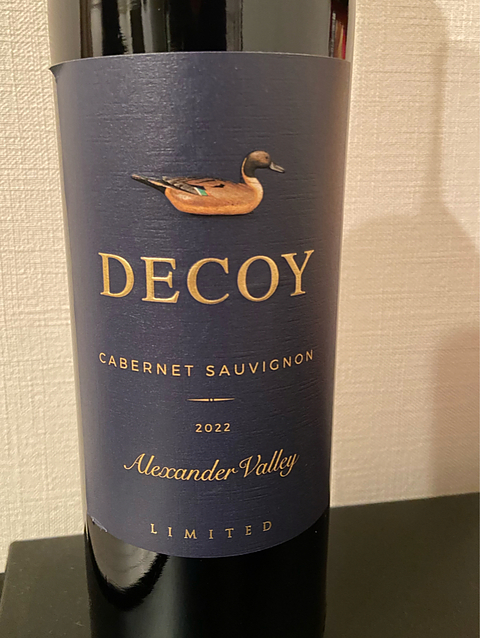 DECOY
CABERNET SAUVIGNON
2022
Alexander Valley
LIMITED